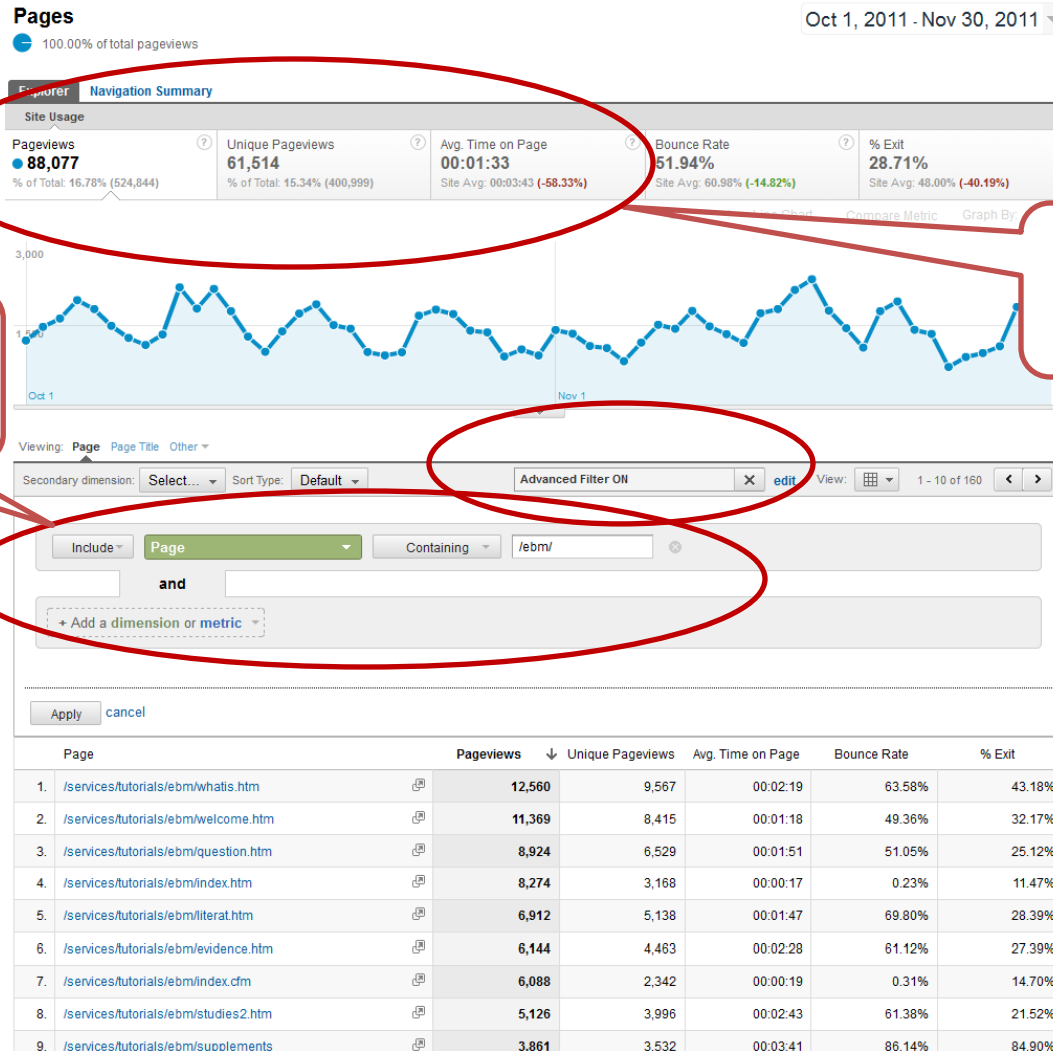 Pages
Oct 1, 2011 - Nov 30, 2011
100.00% of total pageviews
Explorer Navigation Summary
Site Usage
Pageviews Unique Pageviews Avg. Time on Page Bounce Rate % Exit
88,077 61,514 00:01:33 51.94% 28.71%
% of Total: 16.78% (524,844) % of Total: 15.34% (400,999) Site Avg: 00:03:43 (-58.33%) Site Avg: 60.98% (-14.82%) Site Avg: 48.00% (-40.19%)
Chart Compare Metric Graph By:
3,000
1,500
Oct 1 Nov 1
Viewing: Page Page Title Other
Secondary dimension: Select... Sort Type: Default Advanced Filter ON edit View: 1 - 10 of 160
Include Page Containing /ebm/
and
+ Add a dimension or metric
Apply cancel
Page Pageviews Unique Pageviews Avg. Time on Page Bounce Rate % Exit
1. /services/tutorials/ebm/whatis.htm 12,560 9,567 00:02:19 63.58% 43.18%
2. /services/tutorials/ebm/welcome.htm 11,369 8,415 00:01:18 49.36% 32.17%
3. /services/tutorials/ebm/question.htm 8,924 6,529 00:01:51 51.05% 25.12%
4. /services/tutorials/ebm/index.htm 8,274 3,168 00:00:17 0.23% 11.47%
5. /services/tutorials/ebm/literat.htm 6,912 5,138 00:01:47 69.80% 28.39%
6. /services/tutorials/ebm/evidence.htm 6,144 4,463 00:02:28 61.12% 27.39%
7. /services/tutorials/ebm/index.cfm 6,088 2,342 00:00:19 0.31% 14.70%
8. /services/tutorials/ebm/studies2.htm 5,126 3,996 00:02:43 61.38% 21.52%
9. /services/tutorials/ebm/supplements 3,861 3,532 00:03:41 86.14% 84.90%